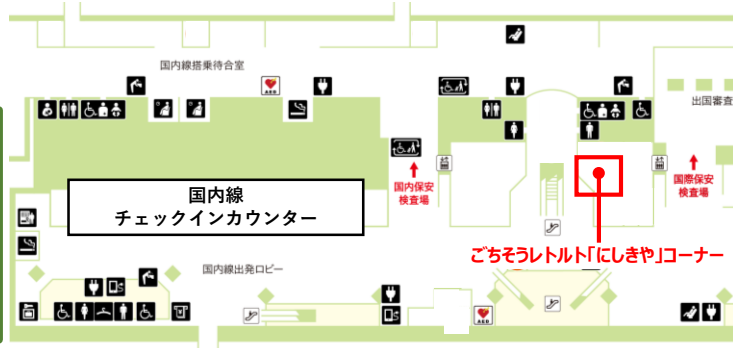 国内線搭乗待合室
AED
出国審査
国内保安
検査場
国際保安
検査場
国内線
チェックインカウンター
ごちそうレトルト「にしきや」コーナー
国内線出発ロビー
AED